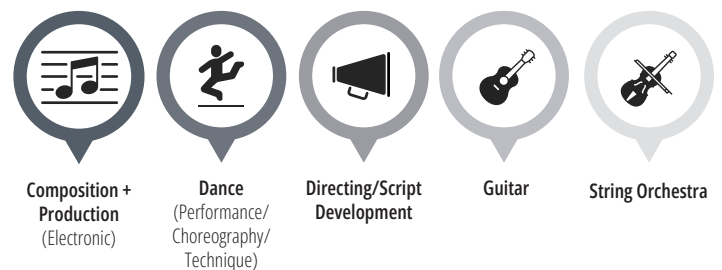 Composition +
Production
(Electronic)
Dance
(Performance/
Choreography/
Technique)
Directing/Script
Development
Guitar
String Orchestra